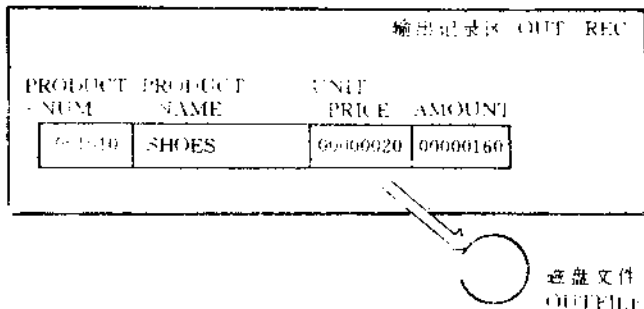 输出记录区 OUT REC
PRODUCT PRODUCT UNIT
- NUM NAME PRICE AMOUNT
SHOES 00000020 00000160
磁盘文件
OUTFILE